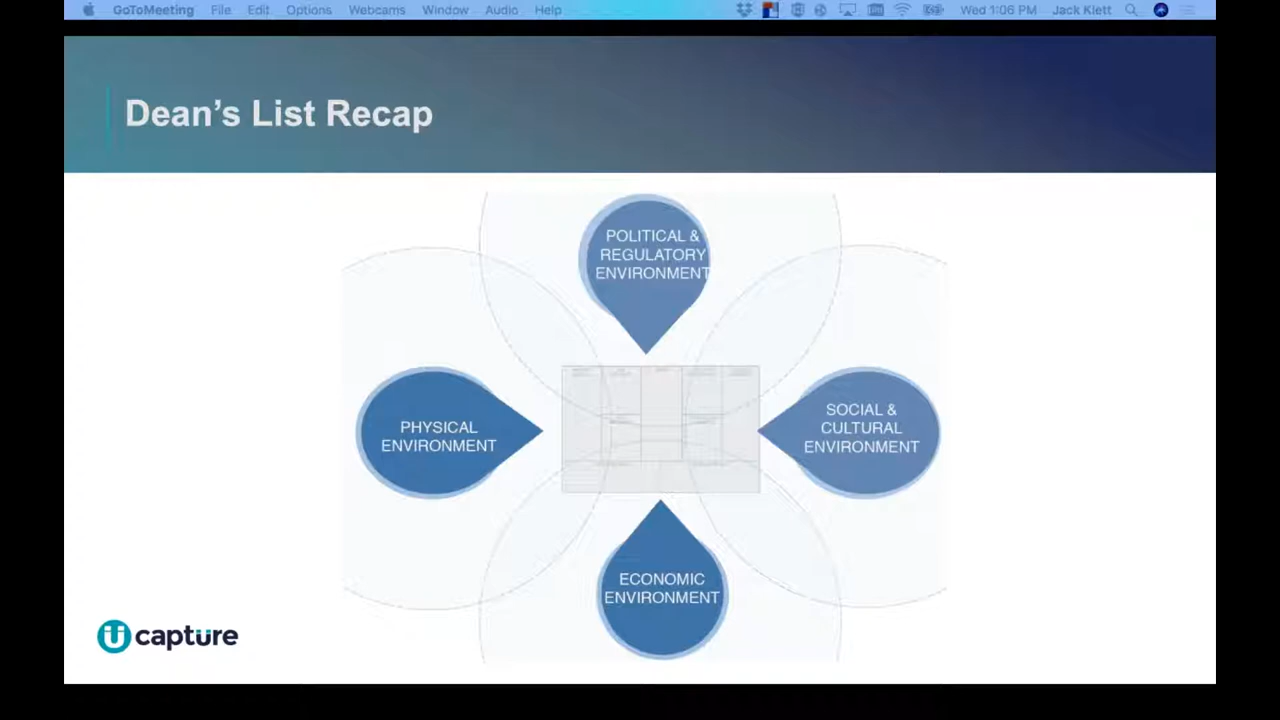 GoToMeeting File Edit Options Webcams Window Audio Help Wed 1:06 PM Jack Klett
Dean's List Recap
POLITICAL &
REGULATORY
ENVIRONMENT
PHYSICAL
ENVIRONMENT
SOCIAL &
CULTURAL
ENVIRONMENT
ECONOMIC
ENVIRONMENT
Ü capture